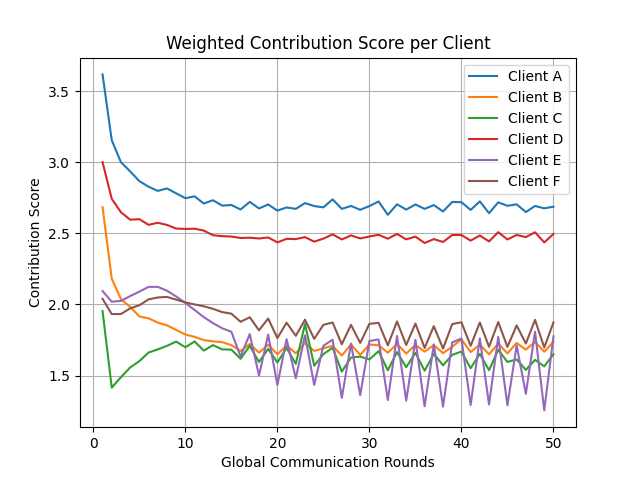 Weighted Contribution Score per Client
Contribution Score
3.5
3.0
2.5
2.0
1.5
Client A
Client B
Client C
Client D
Client E
Client F
0 10 20 30 40 50
Global Communication Rounds